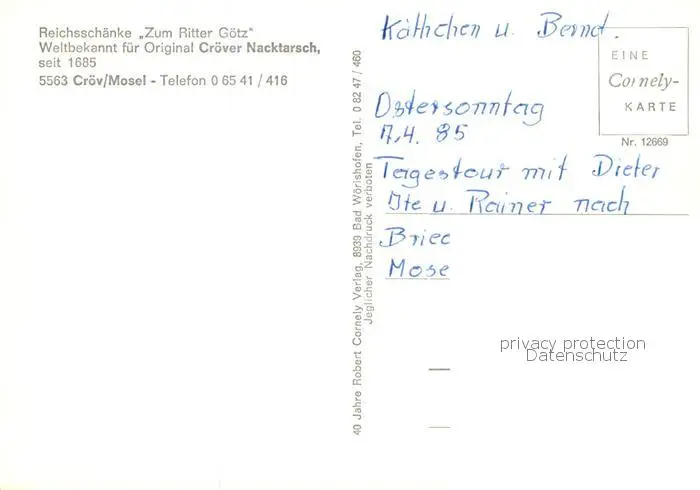 Reichsschänke „Zum Ritter Götz"
Weltbekannt für Original Cröver Nacktarsch,
seit 1685
5563 Cröv/Mosel - Telefon 0 65 41 / 416
40 Jahre Robert Cornely Verlag, 8939 Bad Wörishofen, Tel. 0 82 47 / 460
Jeglicher Nachdruck verboten
Käthchen u. Bernd.
EINE
Cornely-
KARTE
Nr. 12669
Ostersonntag
7.4. 85
Tagestour mit Dieter
Ute u. Rainer nach
Briec
Mose
privacy protection
Datenschutz